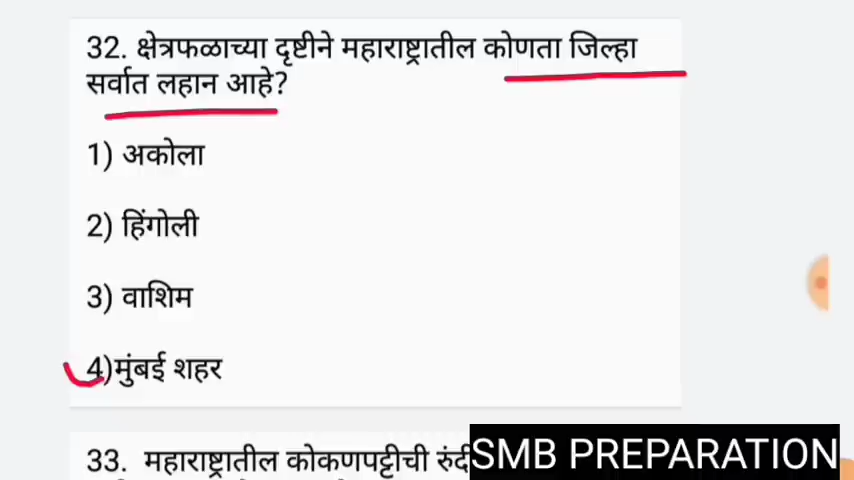 32. क्षेत्रफळाच्या दृष्टीने महाराष्ट्रातील कोणता जिल्हा
सर्वात लहान आहे?
1) अकोला
2) हिंगोली
3) वाशिम
4)मुंबई शहर
33. महाराष्ट्रातील कोकणपट्टीची
SMB PREPARATION